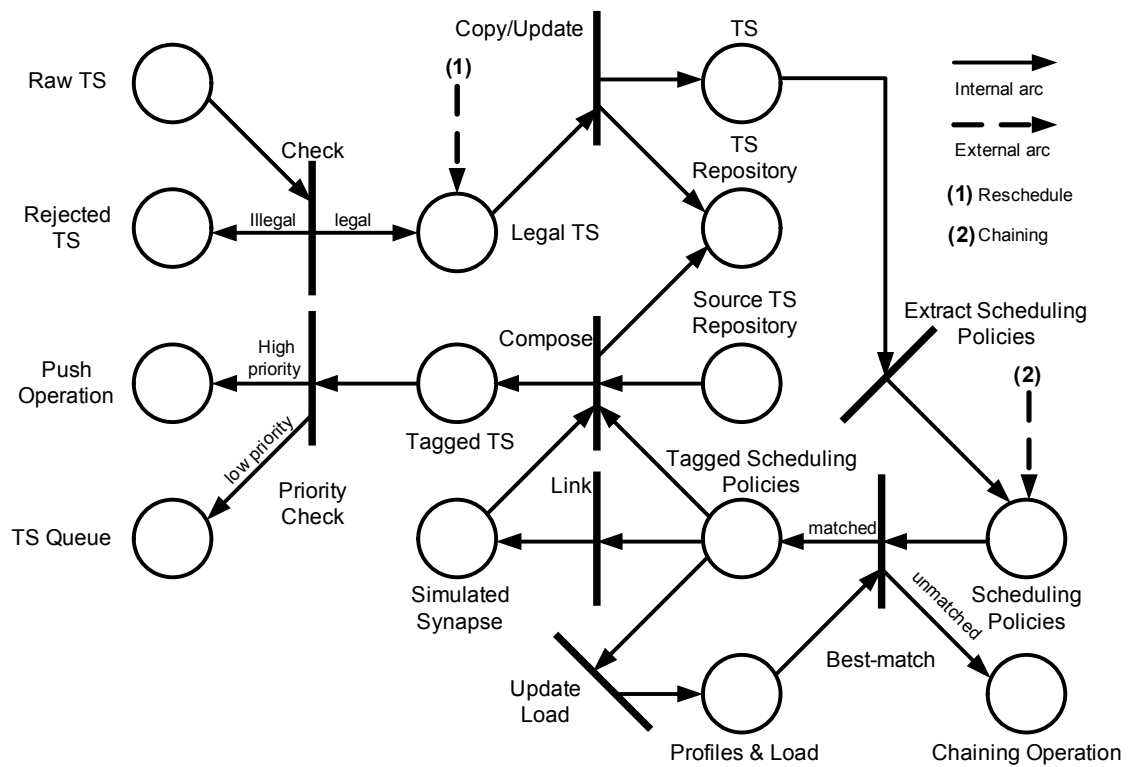 Copy/Update
TS
Raw TS
(1)
Internal arc
External arc
Check
TS
Repository
(1) Reschedule
Rejected
TS
Illegal
legal
Legal TS
(2) Chaining
Source TS
Repository
Extract Scheduling
Policies
Compose
High
priority
Push
Operation
(2)
Tagged TS
low priority
Tagged Scheduling
Policies
Link
Priority
Check
TS Queue
matched
unmatched
Simulated
Synapse
Scheduling
Policies
Best-match
Update
Load
Profiles & Load
Chaining Operation